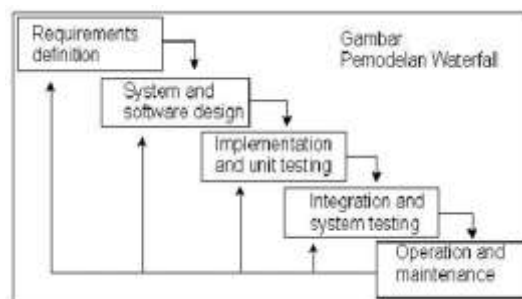 Requirements
definition
Gambar
Pemodelan Waterfall
System and
software design
Implementation
and unit testing
Integration and
system testing
Operation and
maintenance